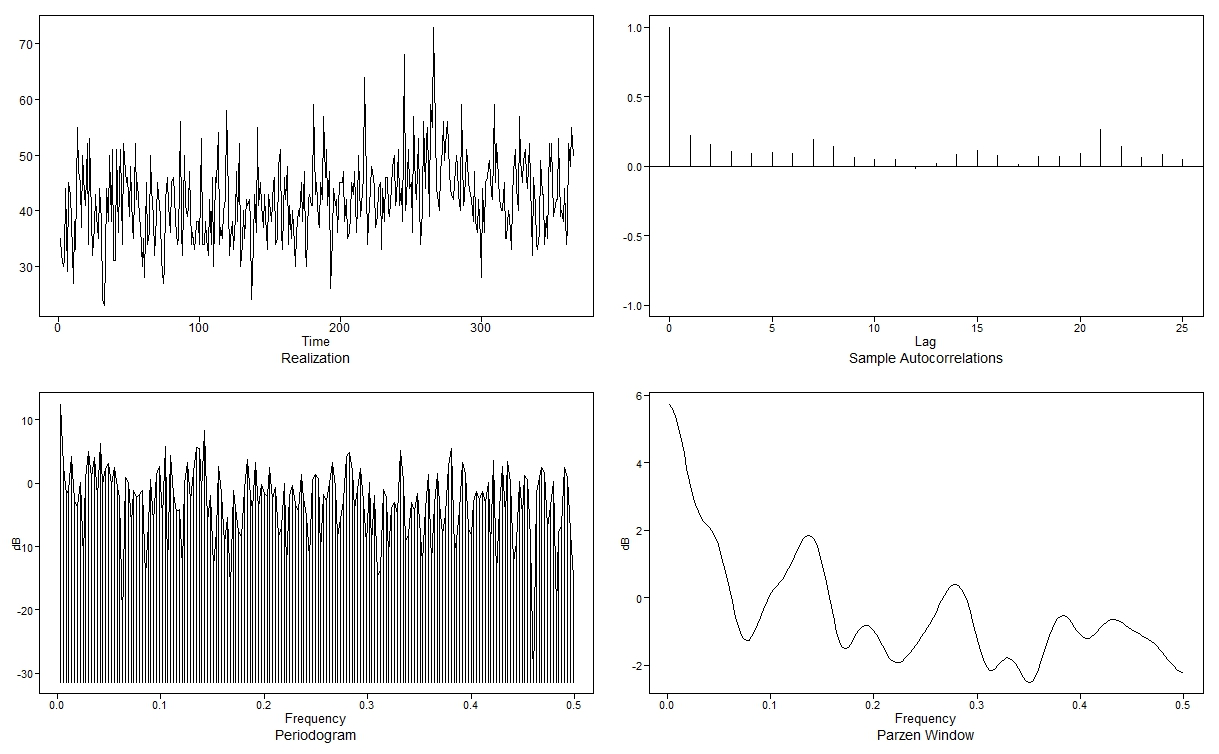 70
60
50
40
30
0 100 200 300
Time
Realization
1.0
0.5
0.0
-0.5
-1.0
0 5 10 15 20 25
Lag
Sample Autocorrelations
10
0
-10
-20
-30
dB
0.0 0.1 0.2 0.3 0.4 0.5
Frequency
Periodogram
6
4
2
0
-2
dB
0.0 0.1 0.2 0.3 0.4 0.5
Frequency
Parzen Window